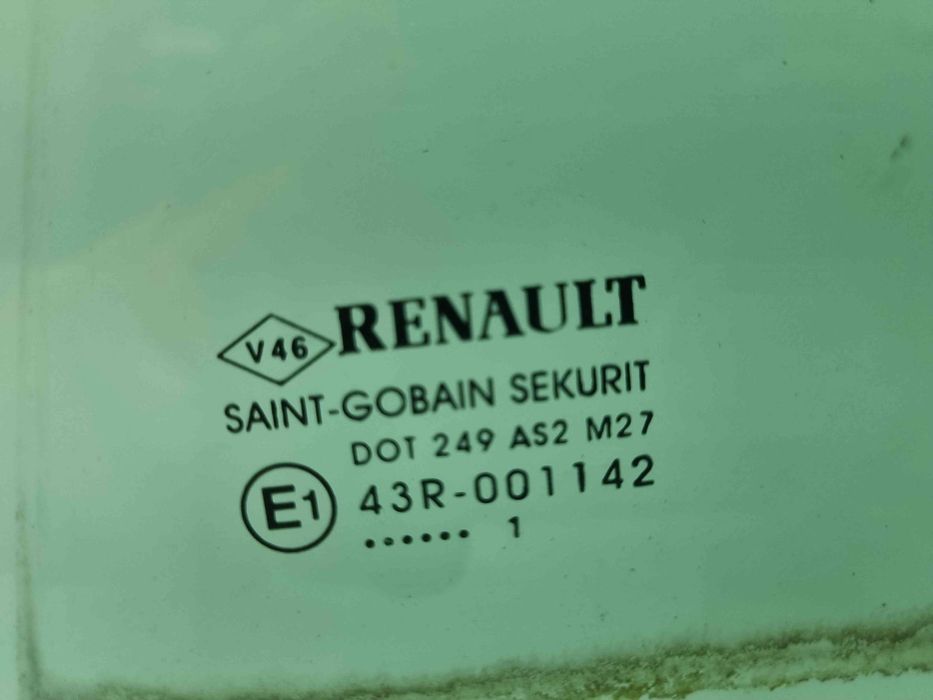 V46 RENAULT
SAINT-GOBAIN SEKURIT
DOT 249 AS2 M27
E1 43R-001142
...... 1